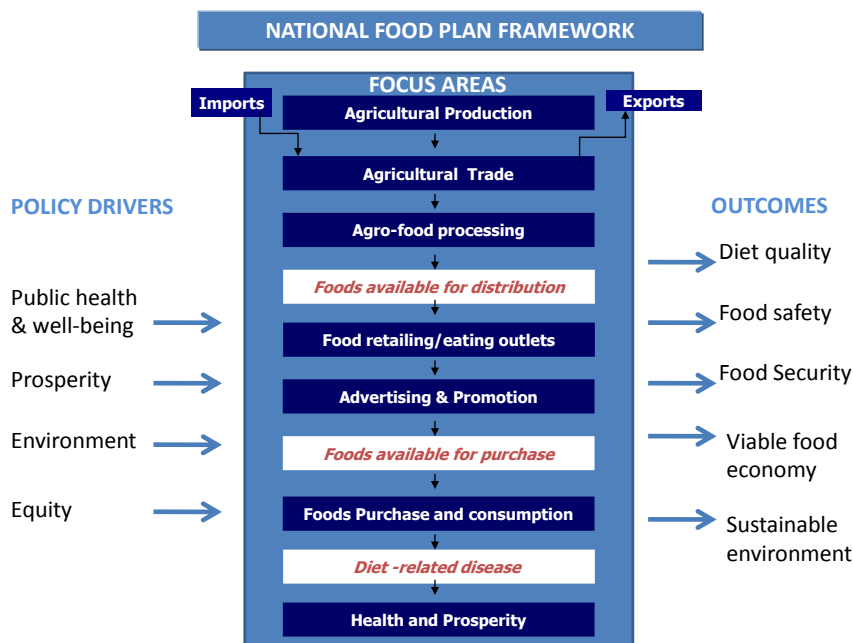 NATIONAL FOOD PLAN FRAMEWORK
FOCUS AREAS
Imports
Exports
Agricultural Production
Agricultural Trade
Agro-food processing
Foods available for distribution
Food retailing/eating outlets
Advertising & Promotion
Foods available for purchase
Foods Purchase and consumption
Diet -related disease
Health and Prosperity
POLICY DRIVERS
Public health
& well-being
Prosperity
Environment
Equity
OUTCOMES
Diet quality
Food safety
Food Security
Viable food
economy
Sustainable
environment